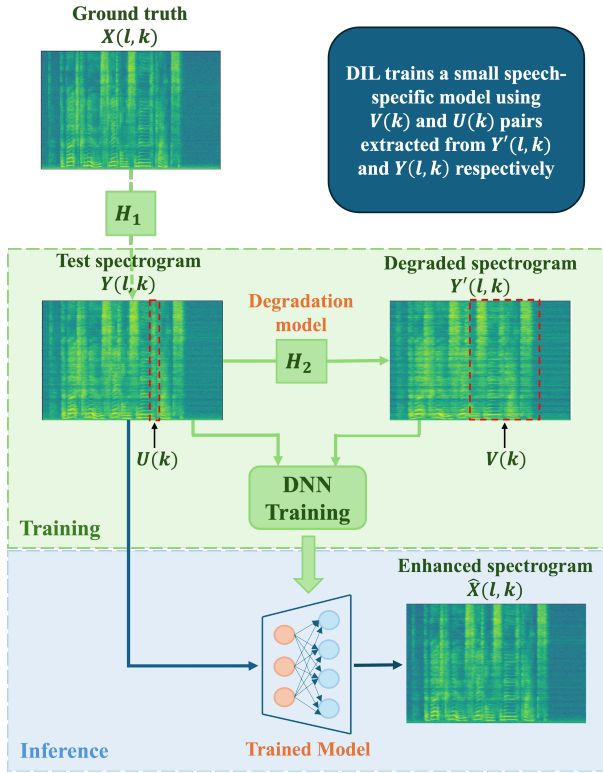 Ground truth
X(l, k)
DIL trains a small speech-
specific model using
V(k) and U(k) pairs
extracted from Y′(l, k)
and Y(l, k) respectively
H₁
Test spectrogram
Y(l, k)
Degraded spectrogram
Y′(l, k)
Degradation
model
H₂
U(k)
V(k)
DNN
Training
Training
Enhanced spectrogram
X̂(l, k)
Trained Model
Inference